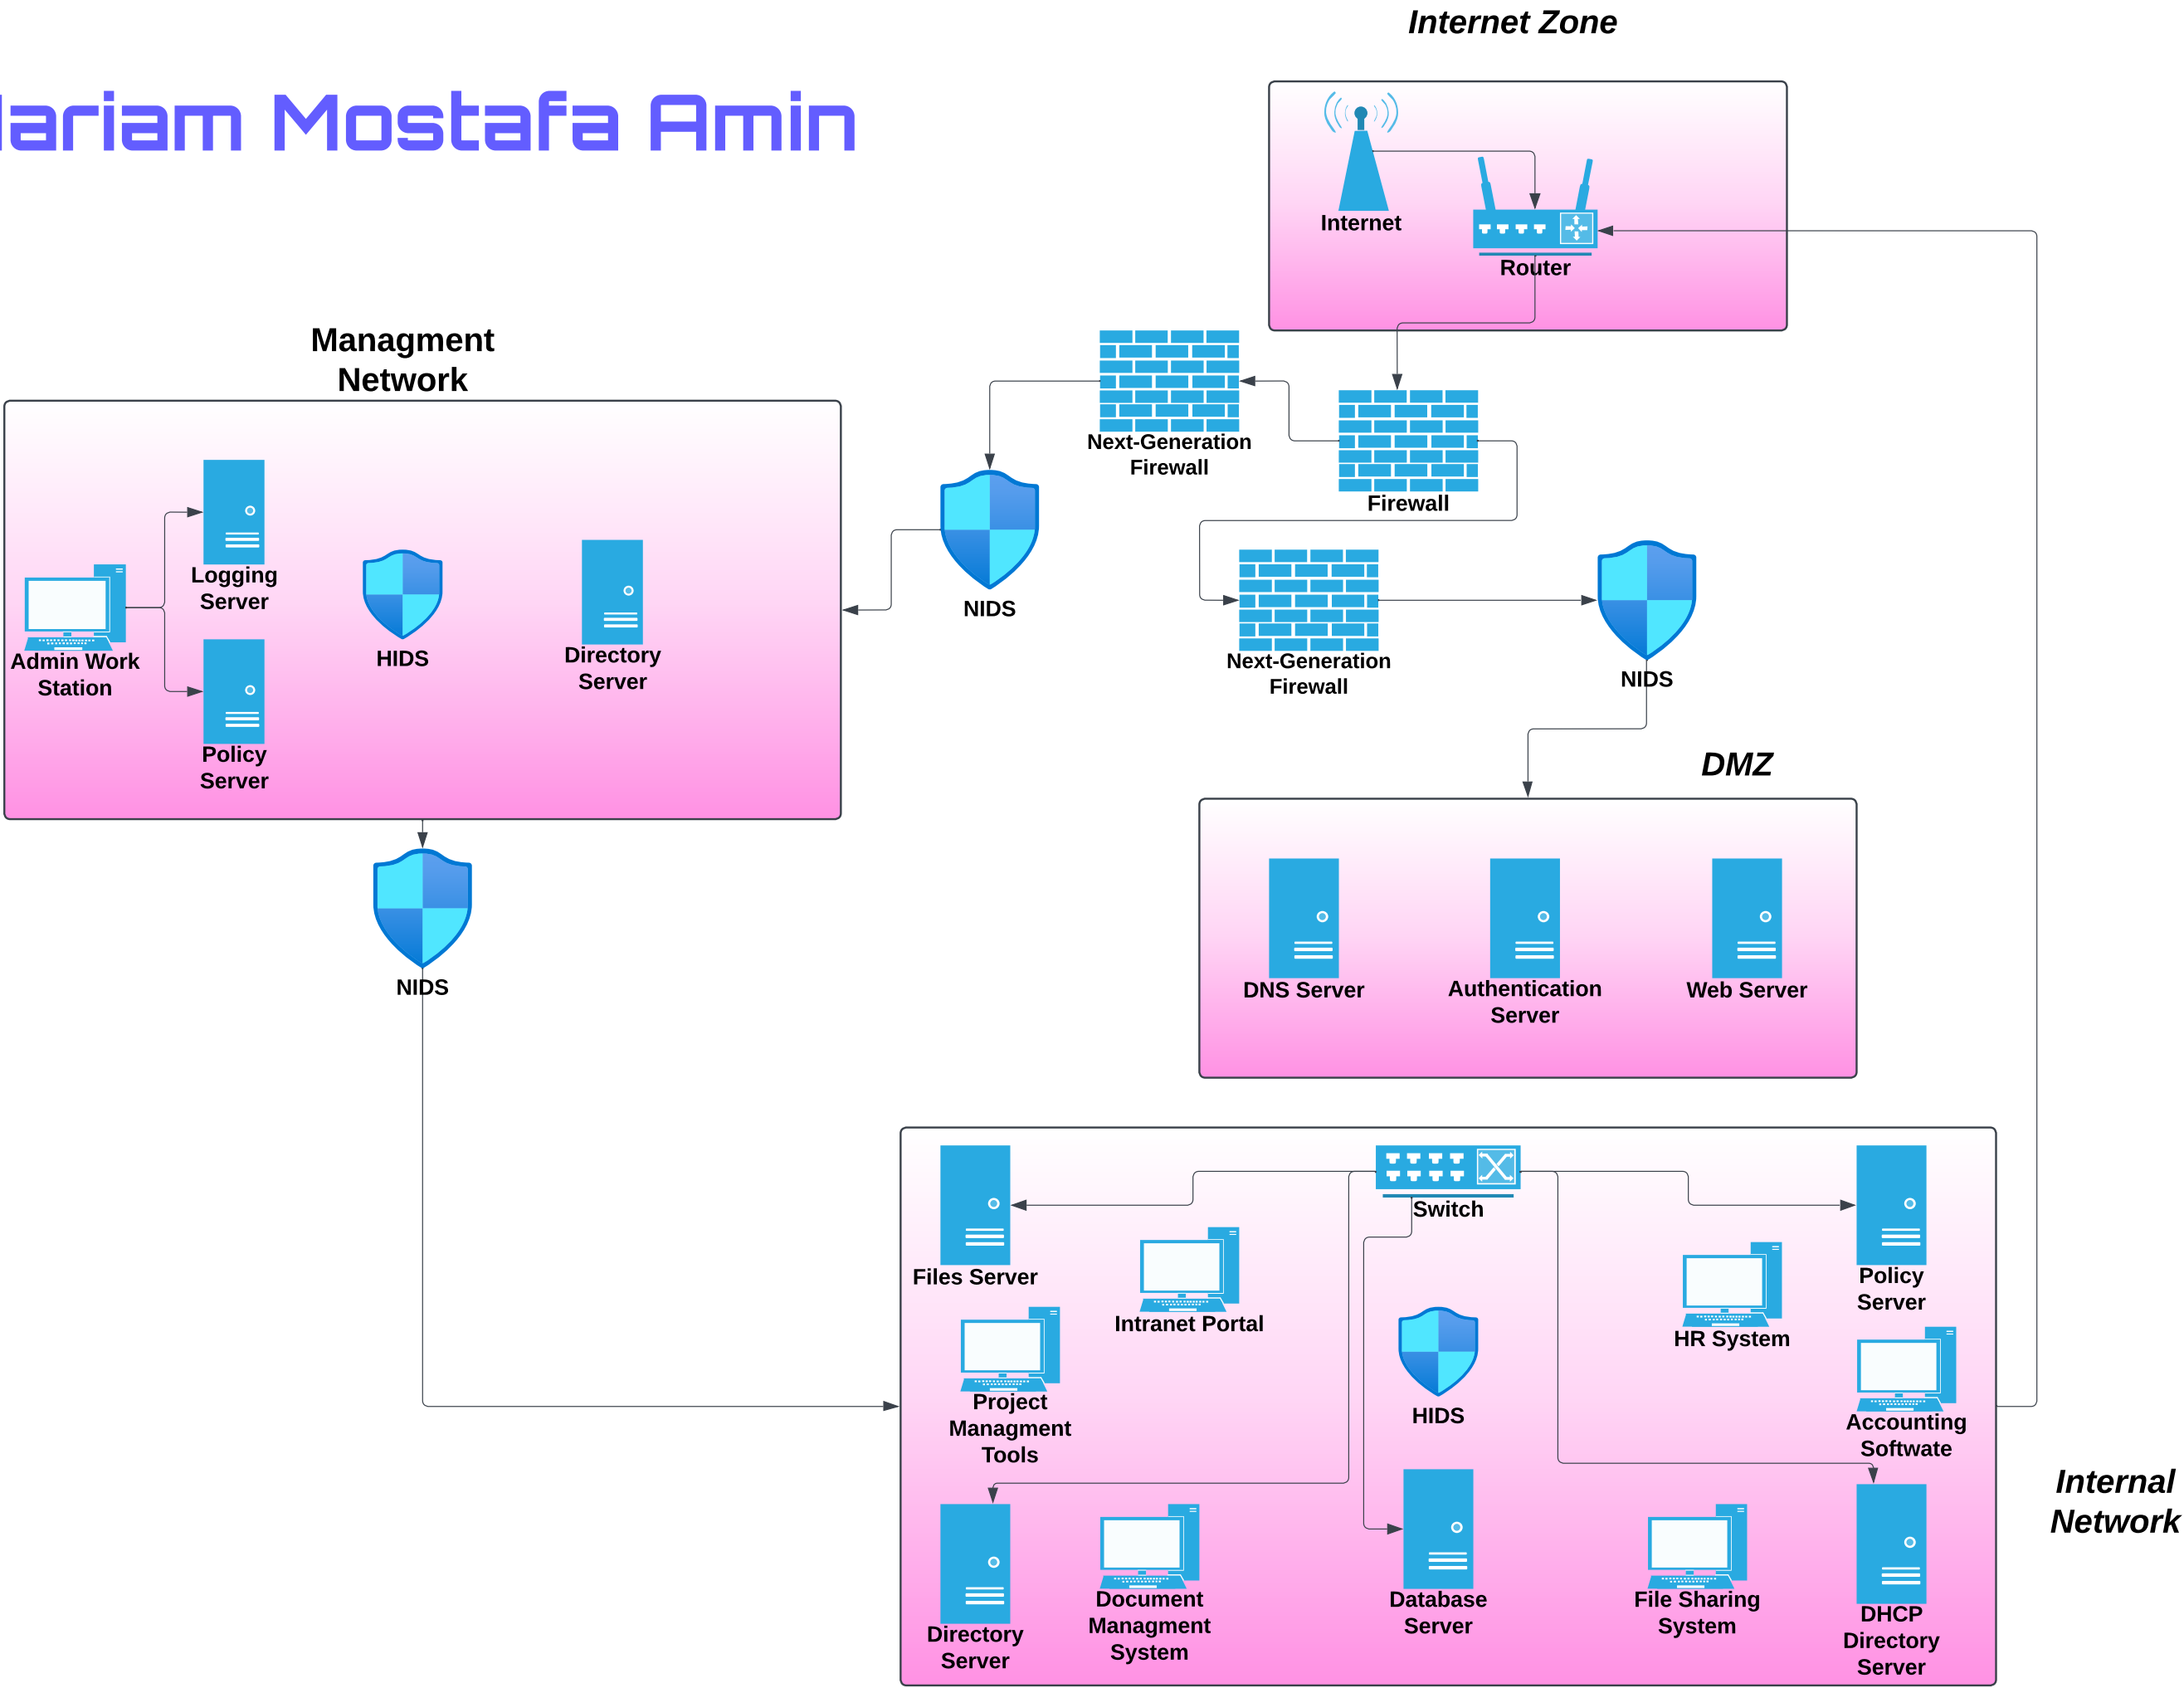 Internet Zone
ariam Mostafa Amin
Internet
Router
Managment
Network
Next-Generation
Firewall
Firewall
NIDS
Logging
Server
Admin Work
Station
HIDS
Directory
Server
Policy
Server
Next-Generation
Firewall
NIDS
DMZ
NIDS
DNS Server
Authentication
Server
Web Server
Switch
Files Server
Intranet Portal
Policy
Server
HR System
Project
Managment
Tools
HIDS
Accounting
Softwate
Internal
Network
Directory
Server
Document
Managment
System
Database
Server
File Sharing
System
DHCP
Directory
Server